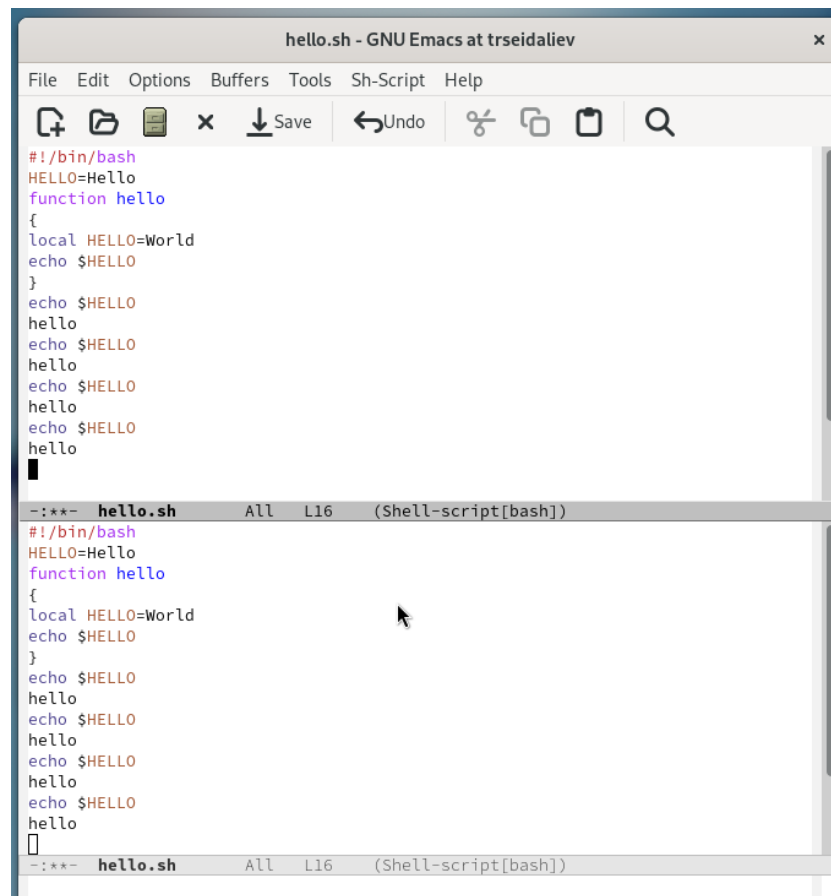 hello.sh - GNU Emacs at trseidaliev
File Edit Options Buffers Tools Sh-Script Help
Save Undo
#!/bin/bash
HELLO=Hello
function hello
{
local HELLO=World
echo $HELLO
}
echo $HELLO
hello
echo $HELLO
hello
echo $HELLO
hello
echo $HELLO
hello
-:**- hello.sh All L16 (Shell-script[bash])
#!/bin/bash
HELLO=Hello
function hello
{
local HELLO=World
echo $HELLO
}
echo $HELLO
hello
echo $HELLO
hello
echo $HELLO
hello
echo $HELLO
hello
-:**- hello.sh All L16 (Shell-script[bash])